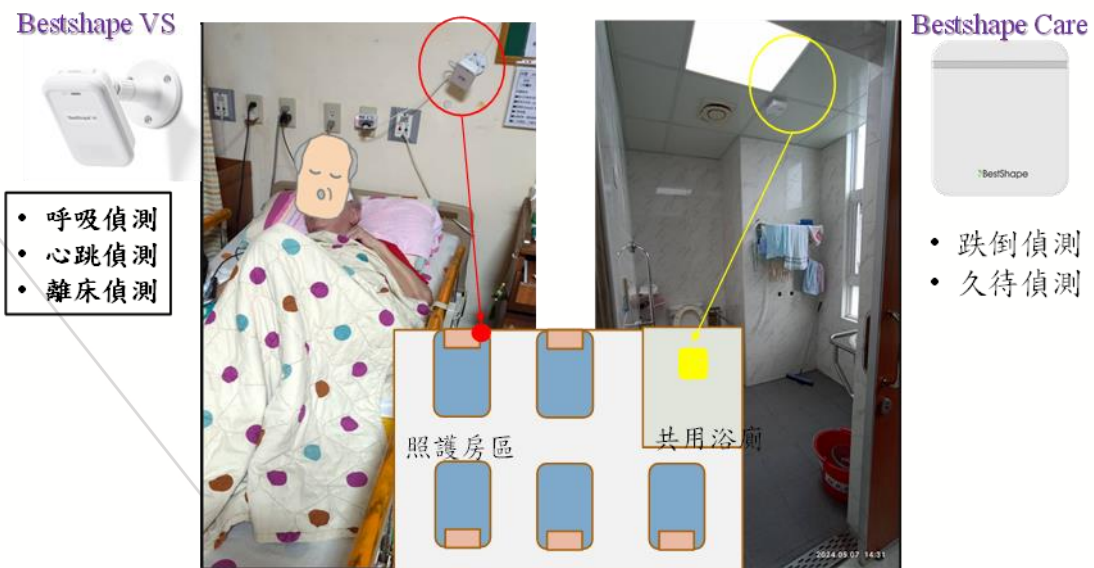 Bestshape VS
• 呼吸偵測
• 心跳偵測
• 離床偵測
照護房區
共用浴廁
2024.05.07 14:31
Bestshape Care
BestShape
• 跌倒偵測
• 久待偵測